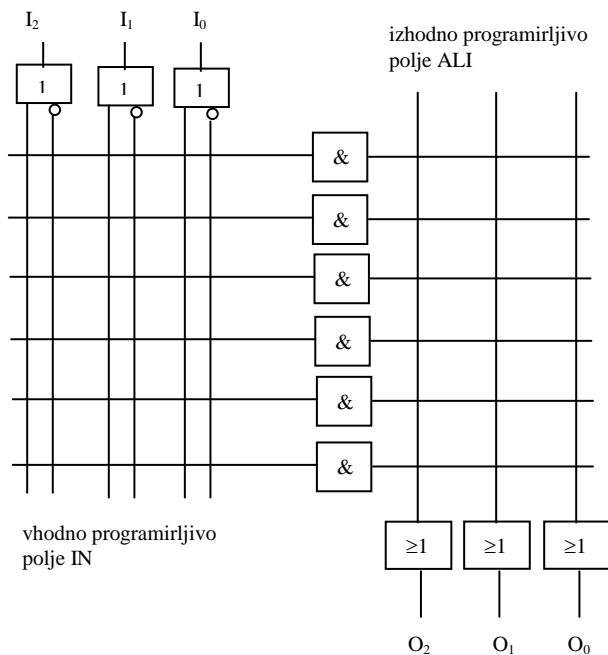 I₂ I₁ I₀
izhodno programirljivo
polje ALI
1 1 1
&
&
&
&
&
&
vhodno programirljivo
polje IN
≥1 ≥1 ≥1
O₂ O₁ O₀